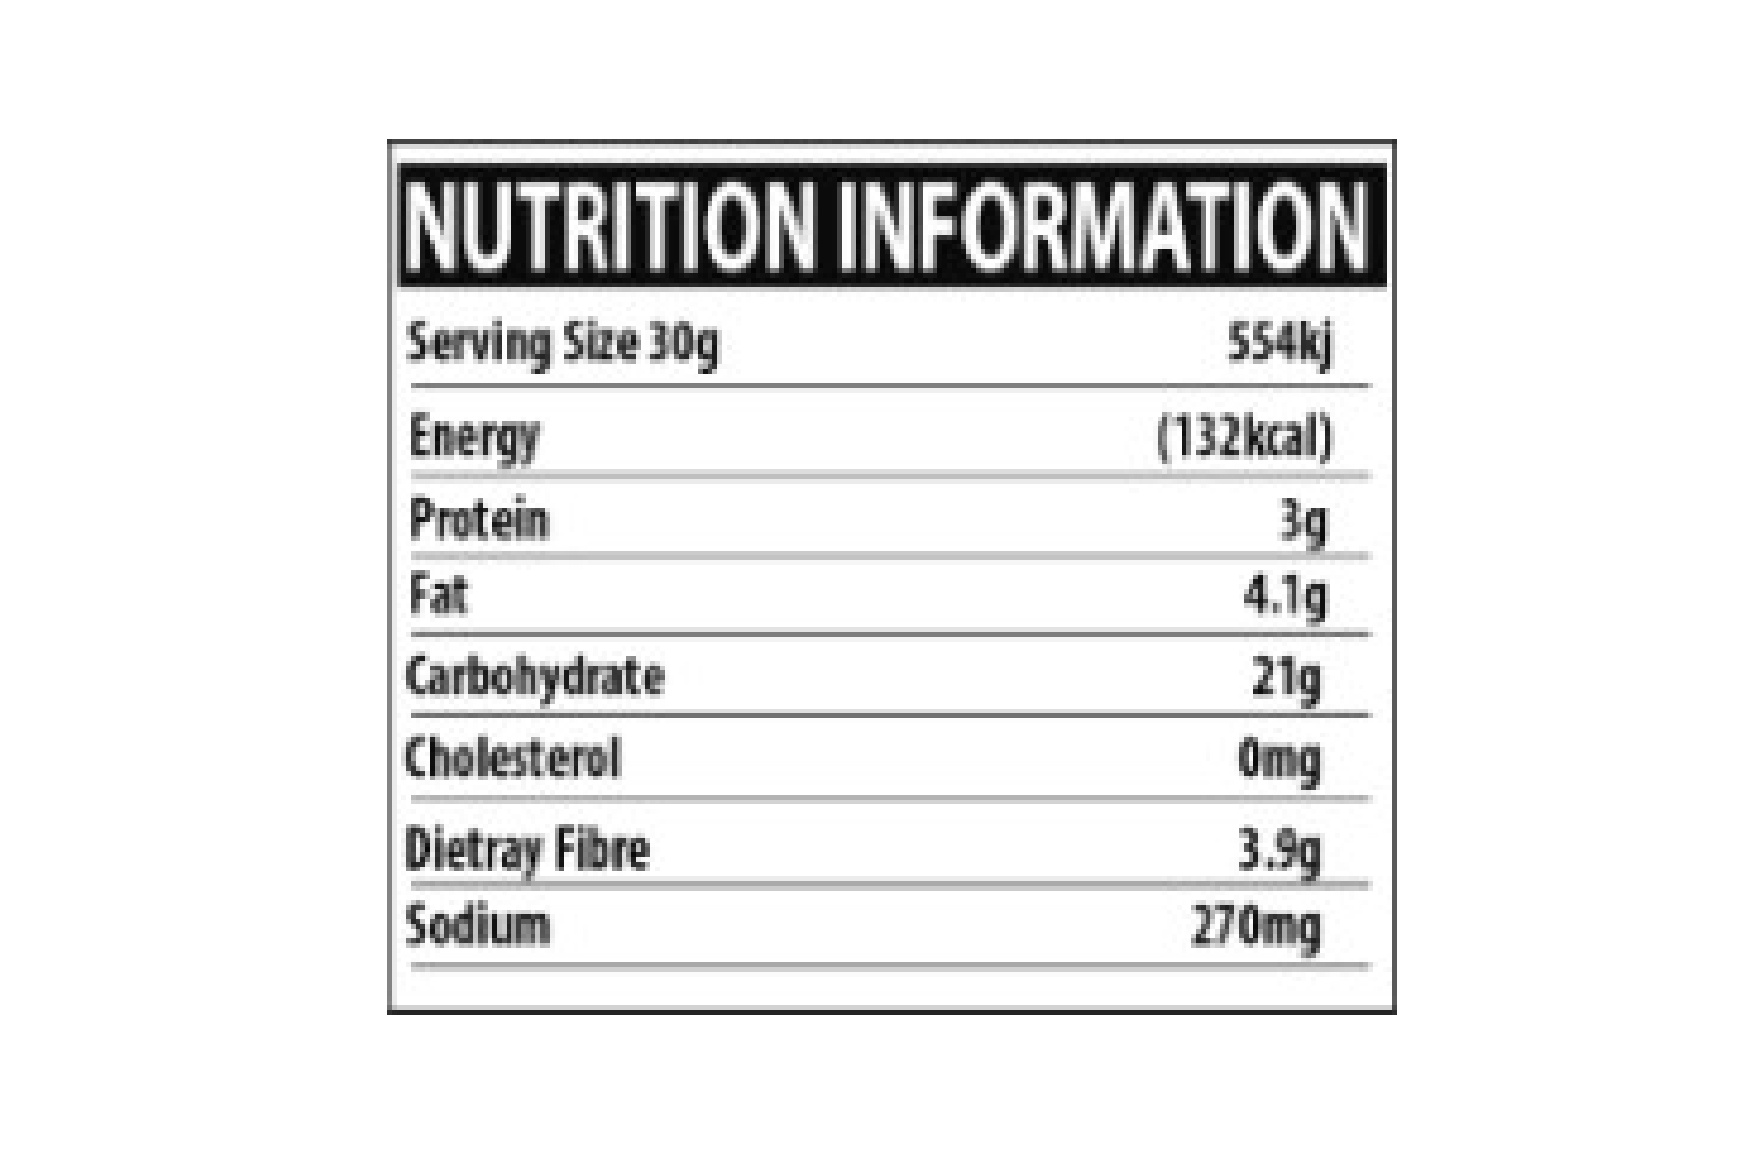 NUTRITION INFORMATION
Serving Size 30g 554kj
Energy (132kcal)
Protein 3g
Fat 4.1g
Carbohydrate 21g
Cholesterol 0mg
Dietray Fibre 3.9g
Sodium 270mg